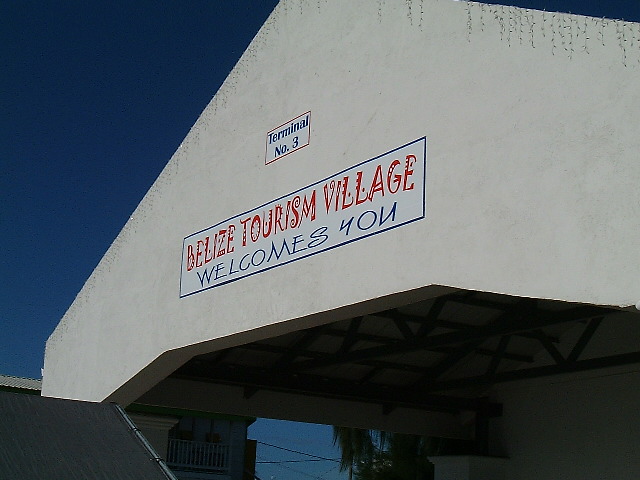 Terminal
No. 3
BELIZE TOURISM VILLAGE
WELCOMES YOU